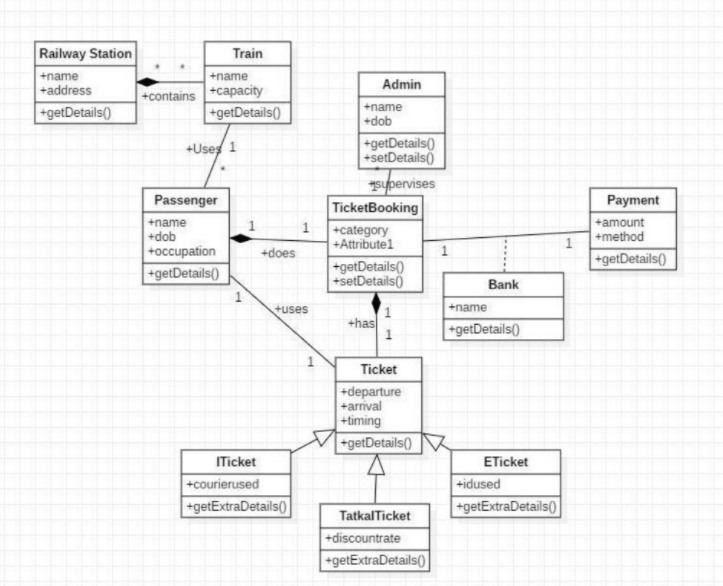 Railway Station
+name
+address
+getDetails()
*
*
+contains
Train
+name
+capacity
+getDetails()
Admin
+name
+dob
+getDetails()
+setDetails()
+Uses
1
*
*
1
+supervises
Passenger
+name
+dob
+occupation
+getDetails()
1
1
+does
TicketBooking
+category
+Attribute1
+getDetails()
+setDetails()
1
1
Payment
+amount
+method
+getDetails()
Bank
+name
+getDetails()
1
+uses
1
+has
1
1
Ticket
+departure
+arrival
+timing
+getDetails()
ITicket
+courierused
+getExtraDetails()
ETicket
+idused
+getExtraDetails()
TatkalTicket
+discountrate
+getExtraDetails()